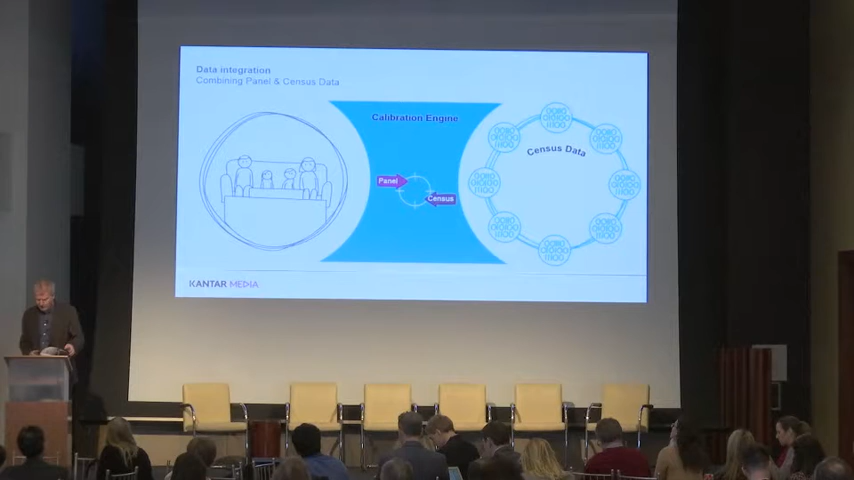 Data integration
Combining Panel & Census Data
Calibration Engine
Panel
Census
Census Data
KANTAR MEDIA